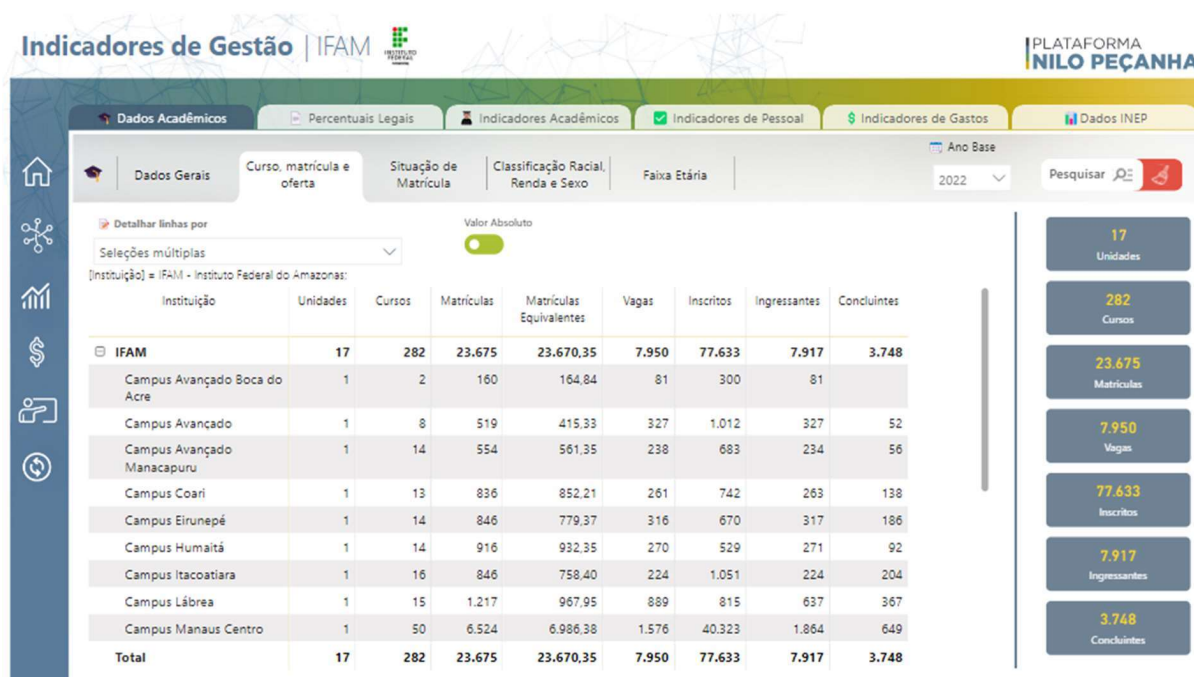 Indicadores de Gestão | IFAM
INSTITUTO
FEDERAL
PLATAFORMA
NILO PEÇANHA
Dados Acadêmicos
Percentuais Legais
Indicadores Acadêmicos
Indicadores de Pessoal
$ Indicadores de Gastos
Dados INEP
Dados Gerais
Curso, matrícula e
oferta
Situação de
Matrícula
Classificação Racial,
Renda e Sexo
Faixa Etária
Ano Base
2022
Pesquisar
Detalhar linhas por
Seleções múltiplas
Valor Absoluto
[Instituição] = IFAM - Instituto Federal do Amazonas;
Instituição Unidades Cursos Matrículas Matrículas Equivalentes Vagas Inscritos Ingressantes Concluintes
IFAM 17 282 23.675 23.670,35 7.950 77.633 7.917 3.748
Campus Avançado Boca do 1 2 160 164,84 81 300 81
Acre
Campus Avançado 1 8 519 415,33 327 1.012 327 52
Campus Avançado 1 14 554 561,35 238 683 234 56
Manacapuru
Campus Coari 1 13 836 852,21 261 742 263 138
Campus Eirunepé 1 14 846 779,37 316 670 317 186
Campus Humaitá 1 14 916 932,35 270 529 271 92
Campus Itacoatiara 1 16 846 758,40 224 1.051 224 204
Campus Lábrea 1 15 1.217 967,95 889 815 637 367
Campus Manaus Centro 1 50 6.524 6.986,38 1.576 40.323 1.864 649
Total 17 282 23.675 23.670,35 7.950 77.633 7.917 3.748
17
Unidades
282
Cursos
23.675
Matrículas
7.950
Vagas
77.633
Inscritos
7.917
Ingressantes
3.748
Concluintes